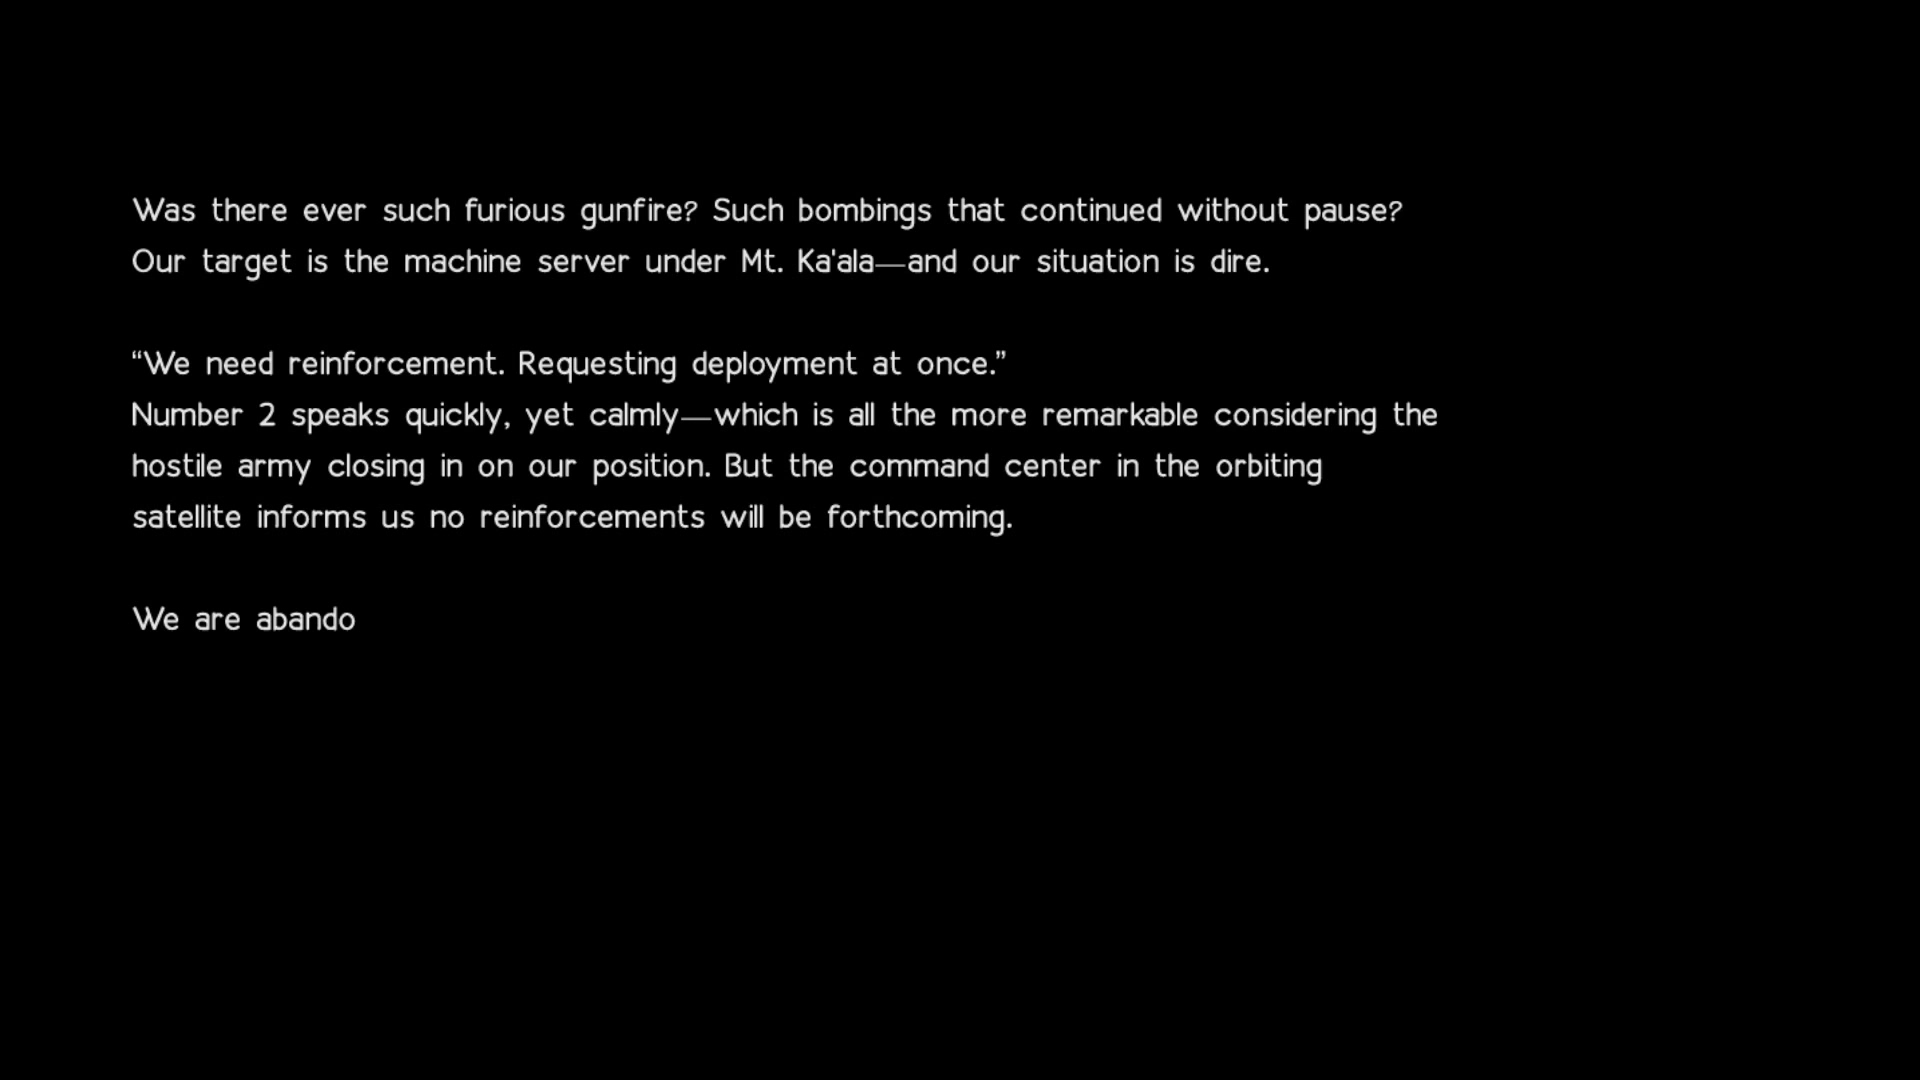 Was there ever such furious gunfire? Such bombings that continued without pause?
Our target is the machine server under Mt. Ka'ala—and our situation is dire.
“We need reinforcement. Requesting deployment at once.”
Number 2 speaks quickly, yet calmly—which is all the more remarkable considering the
hostile army closing in on our position. But the command center in the orbiting
satellite informs us no reinforcements will be forthcoming.
We are abando